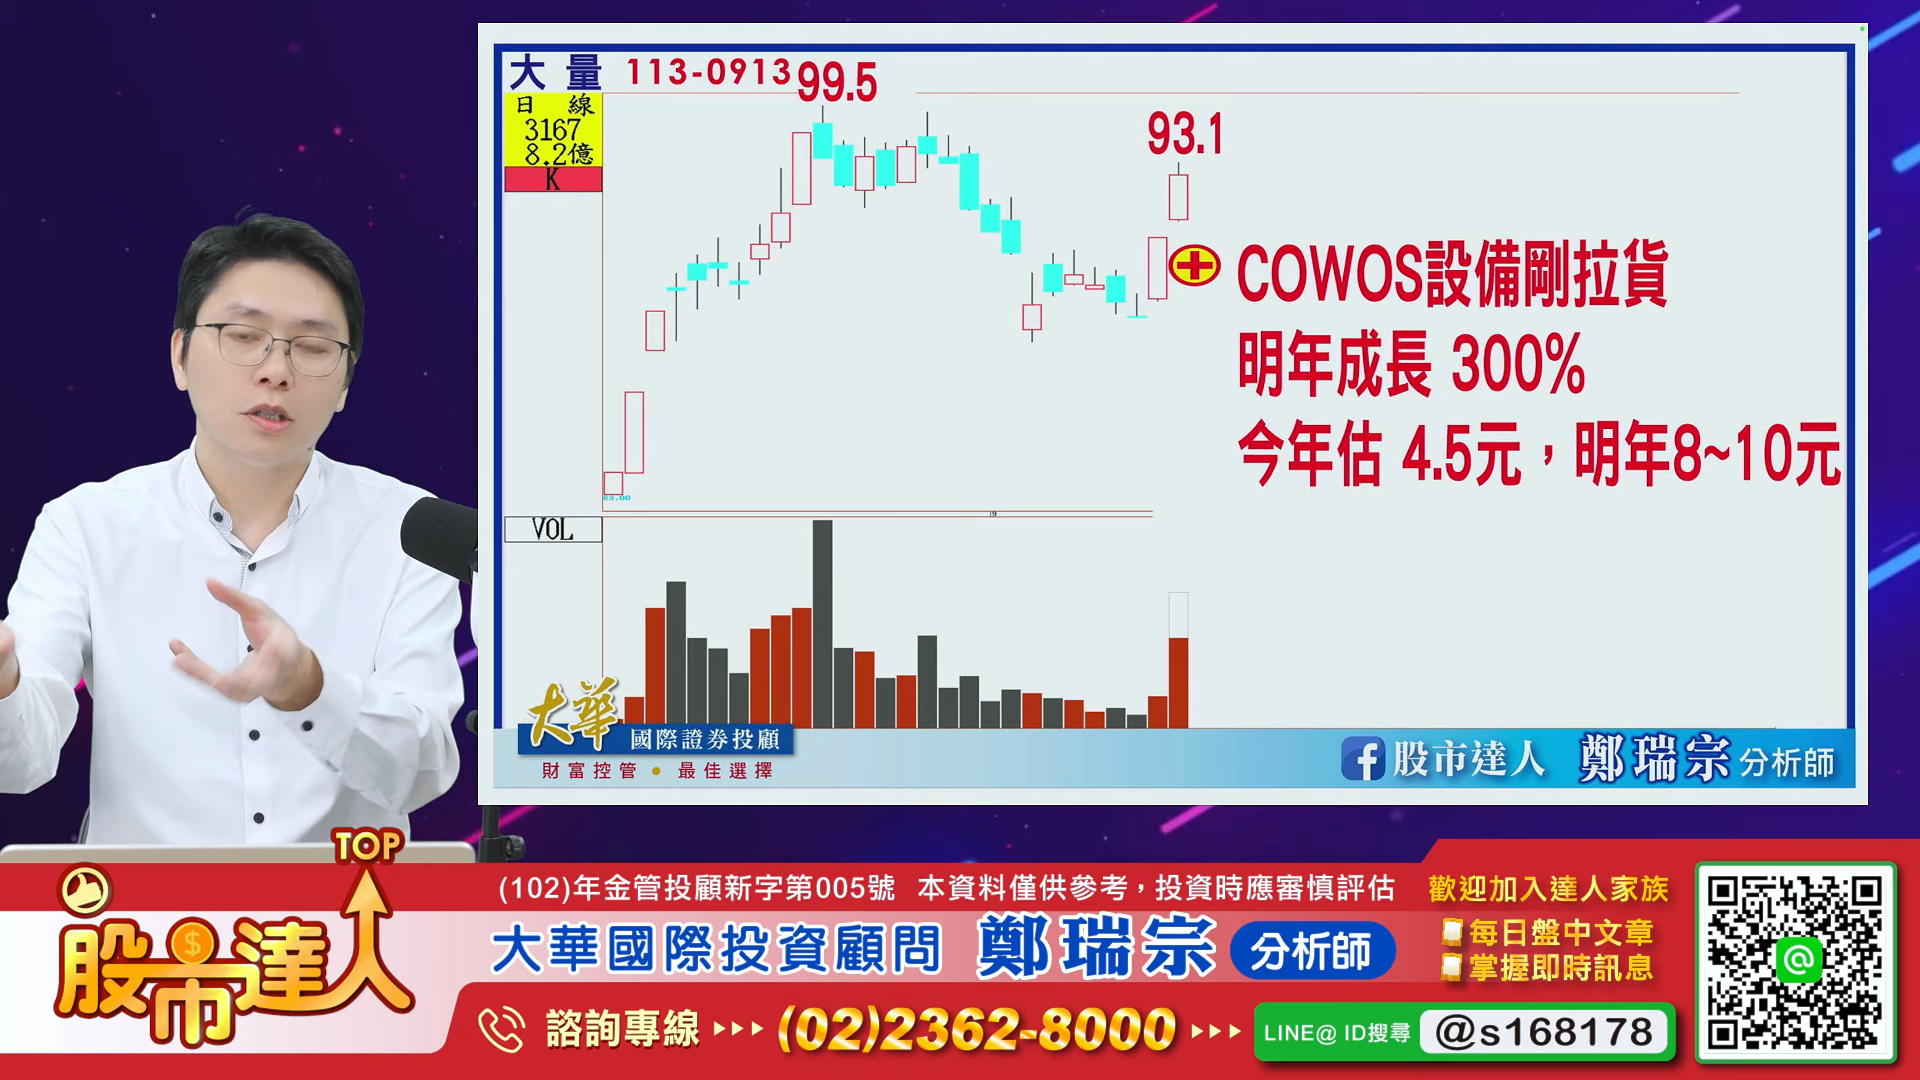 大量 113-0913 99.5
日線
3167
8.2億
K
93.1
COWOS設備剛拉貨
明年成長 300%
今年估 4.5元，明年8~10元
63.00
VOL
大華 國際證券投顧
財富控管 • 最佳選擇
f 股市達人 鄭瑞宗 分析師
TOP
股市達人
$
(102)年金管投顧新字第005號 本資料僅供參考，投資時應審慎評估
大華國際投資顧問 鄭瑞宗 分析師
諮詢專線 (02)2362-8000
LINE@ ID搜尋 @s168178
歡迎加入達人家族
每日盤中文章
掌握即時訊息
@